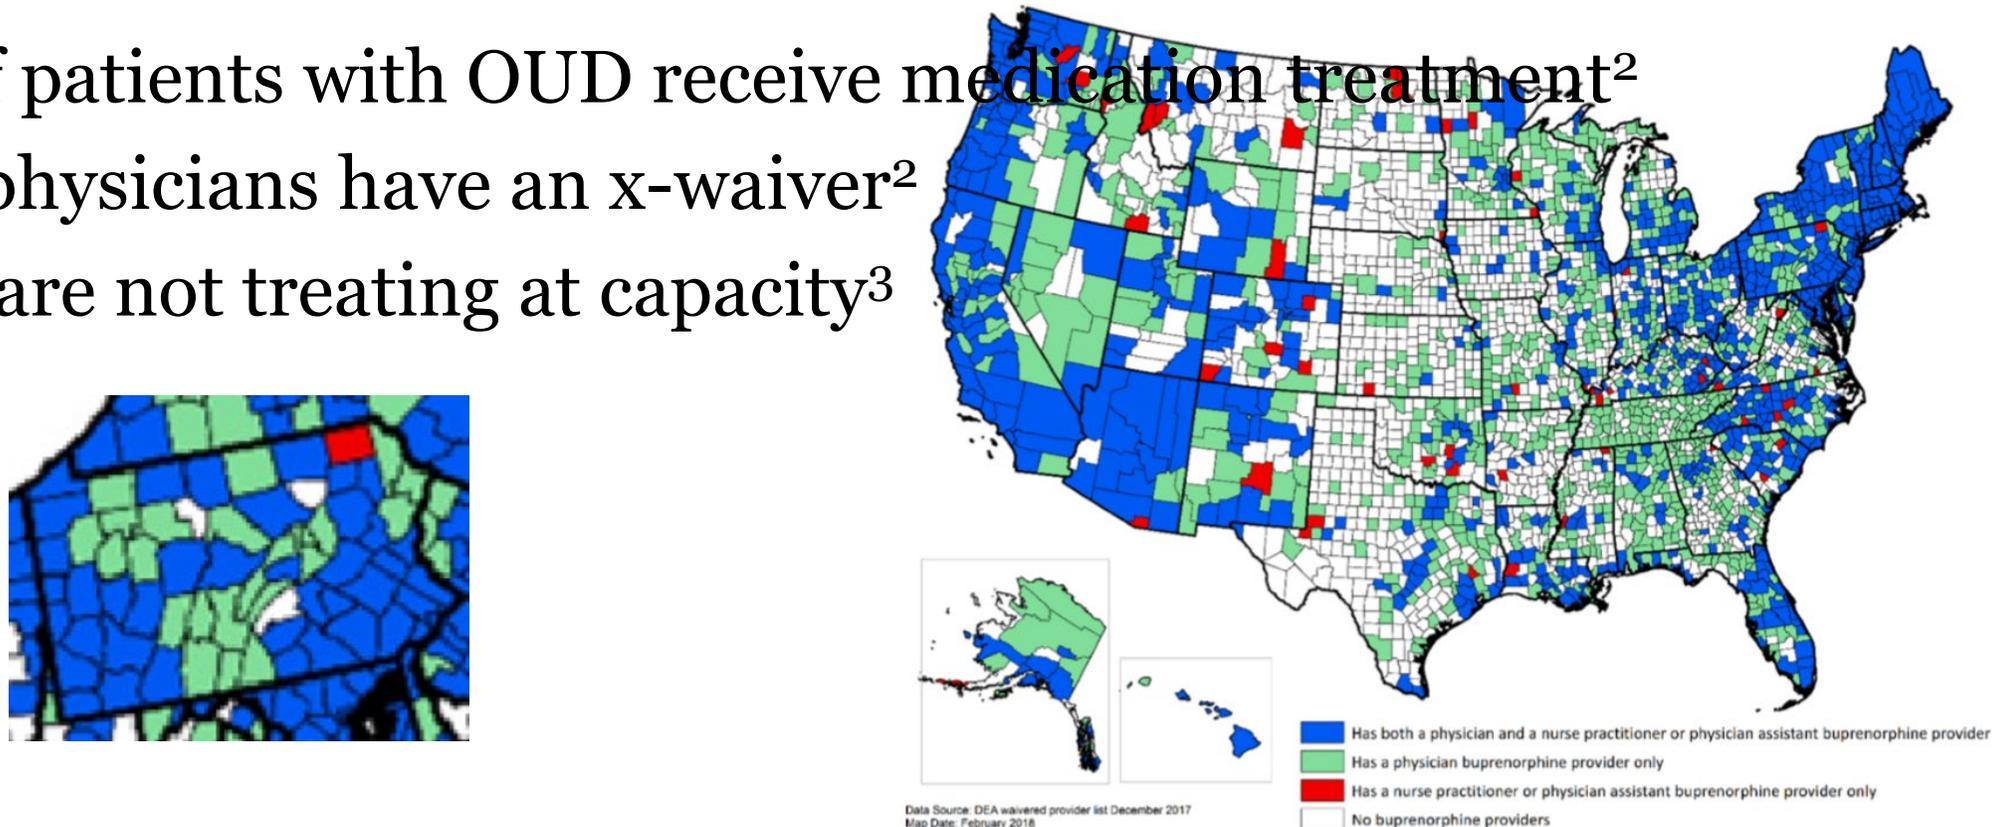 patients with OUD receive medication treatment²
physicians have an x-waiver²
are not treating at capacity³
Has both a physician and a nurse practitioner or physician assistant buprenorphine provider
Has a physician buprenorphine provider only
Has a nurse practitioner or physician assistant buprenorphine provider only
No buprenorphine providers
Data Source: DEA waivered provider list December 2017
Map Date: February 2018